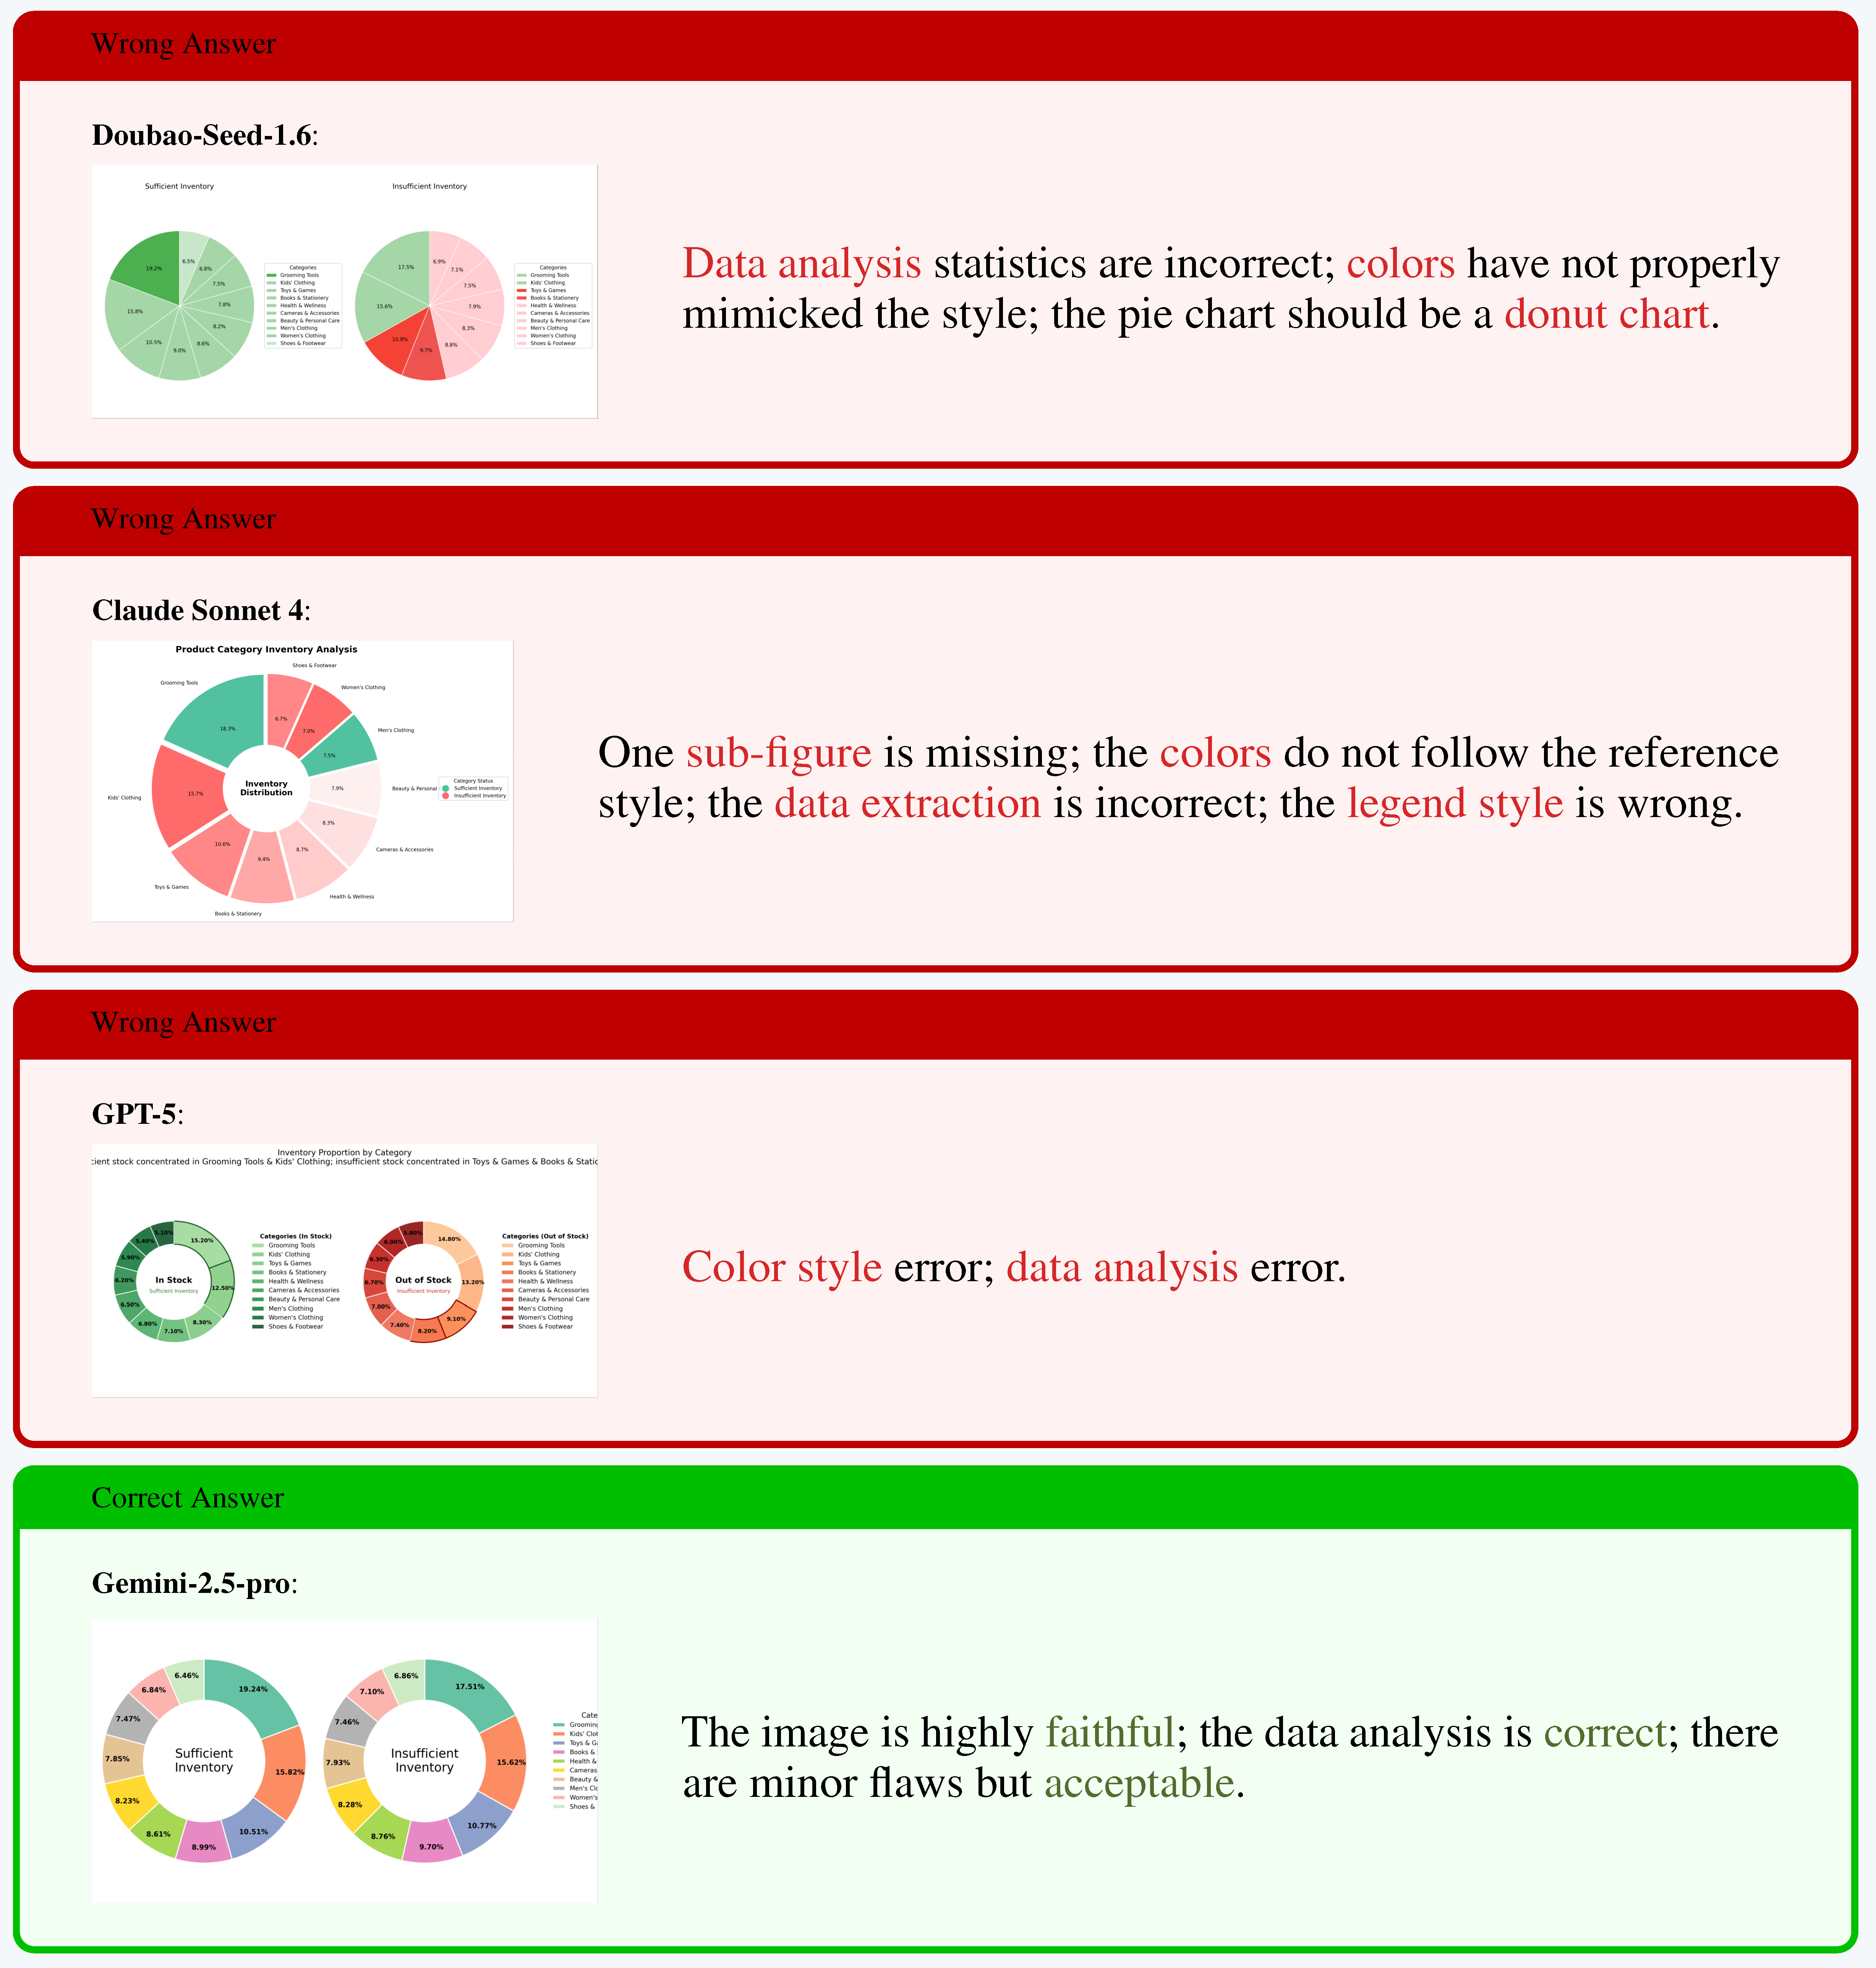 Wrong Answer
Doubao-Seed-1.6:
Sufficient Inventory
19.2%
15.8%
10.5%
9.0%
8.6%
8.2%
7.8%
7.5%
6.8%
6.5%
Categories
Grooming Tools
Kids' Clothing
Toys & Games
Books & Stationery
Health & Wellness
Cameras & Accessories
Beauty & Personal Care
Men's Clothing
Women's Clothing
Shoes & Footwear
Insufficient Inventory
17.5%
15.6%
10.8%
9.7%
8.8%
8.3%
7.9%
7.5%
7.1%
6.9%
Categories
Grooming Tools
Kids' Clothing
Toys & Games
Books & Stationery
Health & Wellness
Cameras & Accessories
Beauty & Personal Care
Men's Clothing
Women's Clothing
Shoes & Footwear
Data analysis statistics are incorrect; colors have not properly
mimicked the style; the pie chart should be a donut chart.
Wrong Answer
Claude Sonnet 4:
Product Category Inventory Analysis
Grooming Tools
18.3%
Kids' Clothing
15.7%
Toys & Games
10.6%
Books & Stationery
9.4%
Health & Wellness
8.7%
Cameras & Accessories
8.3%
Beauty & Personal
7.9%
Men's Clothing
7.5%
Women's Clothing
7.0%
Shoes & Footwear
6.7%
Inventory
Distribution
Category Status
Sufficient Inventory
Insufficient Inventory
One sub-figure is missing; the colors do not follow the reference
style; the data extraction is incorrect; the legend style is wrong.
Wrong Answer
GPT-5:
Inventory Proportion by Category
cient stock concentrated in Grooming Tools & Kids' Clothing; insufficient stock concentrated in Toys & Games & Books & Static
15.20%
12.50%
8.30%
7.10%
6.80%
6.50%
6.20%
5.90%
5.40%
5.10%
In Stock
Sufficient Inventory
Categories (In Stock)
Grooming Tools
Kids' Clothing
Toys & Games
Books & Stationery
Health & Wellness
Cameras & Accessories
Beauty & Personal Care
Men's Clothing
Women's Clothing
Shoes & Footwear
14.80%
13.20%
9.10%
8.20%
7.40%
7.00%
6.70%
6.30%
6.00%
5.80%
Out of Stock
Insufficient Inventory
Categories (Out of Stock)
Grooming Tools
Kids' Clothing
Toys & Games
Books & Stationery
Health & Wellness
Cameras & Accessories
Beauty & Personal Care
Men's Clothing
Women's Clothing
Shoes & Footwear
Color style error; data analysis error.
Correct Answer
Gemini-2.5-pro:
19.24%
15.82%
10.51%
8.99%
8.61%
8.23%
7.85%
7.47%
6.84%
6.46%
Sufficient
Inventory
17.51%
15.62%
10.77%
9.70%
8.76%
8.28%
7.93%
7.46%
7.10%
6.86%
Insufficient
Inventory
Cate
Grooming
Kids' Clot
Toys & Ga
Books &
Health &
Cameras
Beauty &
Men's Clo
Women's
Shoes &
The image is highly faithful; the data analysis is correct; there
are minor flaws but acceptable.